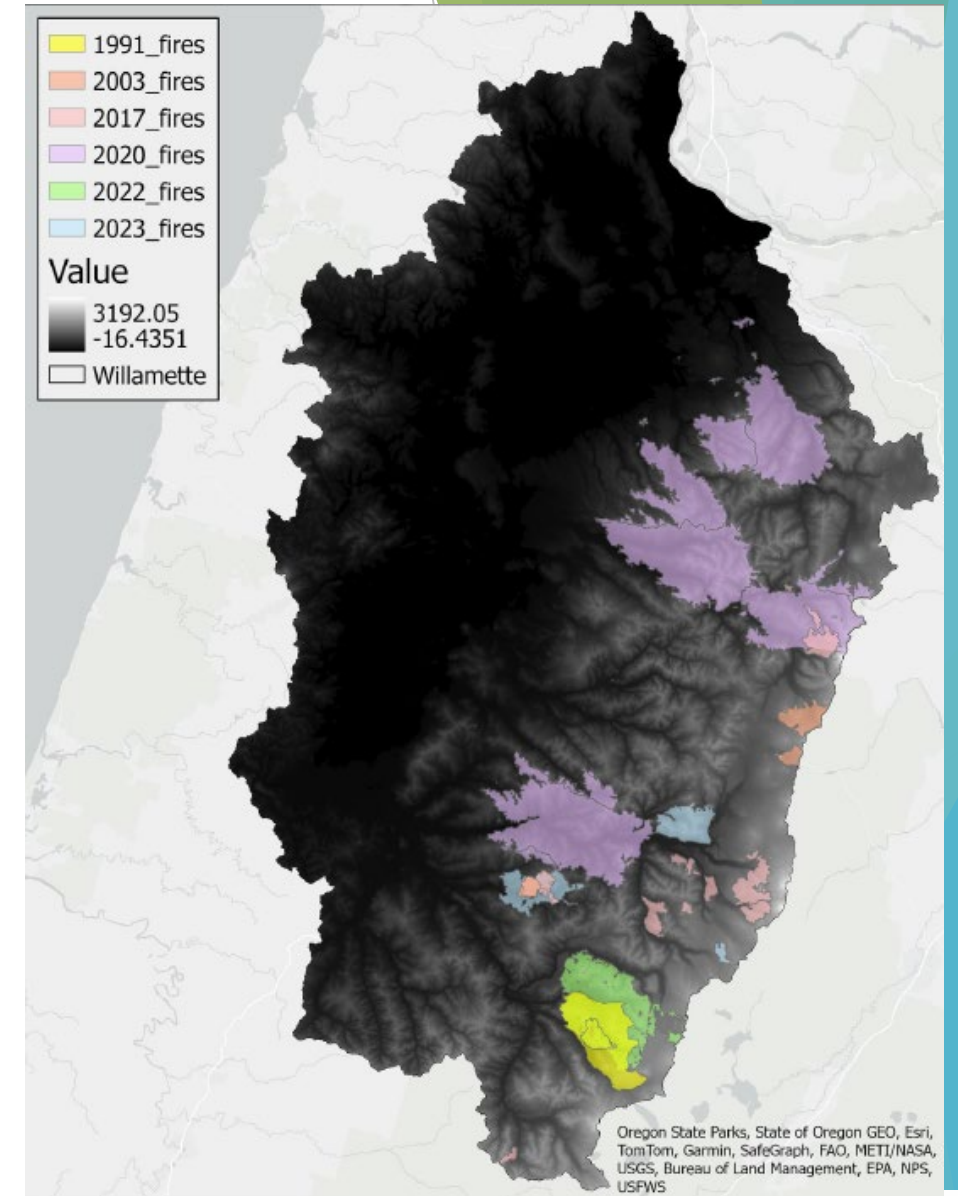 1991_fires
2003_fires
2017_fires
2020_fires
2022_fires
2023_fires
Value
3192.05
-16.4351
Willamette
Oregon State Parks, State of Oregon GEO, Esri,
TomTom, Garmin, SafeGraph, FAO, METI/NASA,
USGS, Bureau of Land Management, EPA, NPS,
USFWS